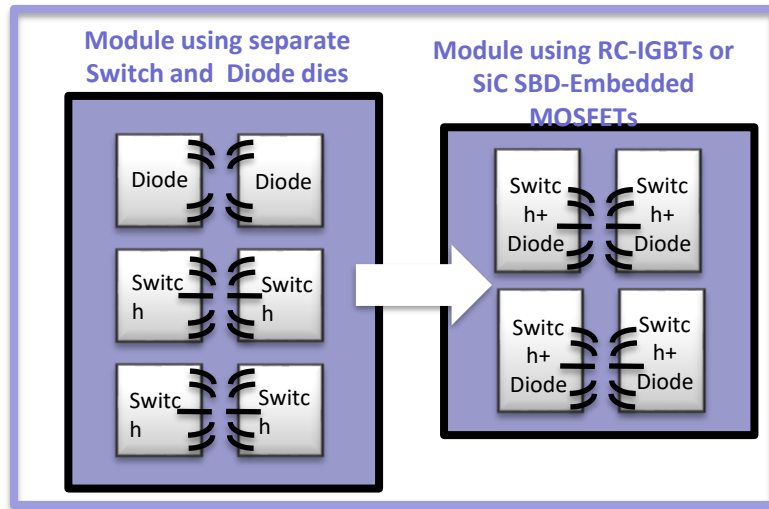 Module using separate
Switch and Diode dies
Diode
Diode
Switc
h
Switc
h
Switc
h
Switc
h
Module using RC-IGBTs or
SiC SBD-Embedded
MOSFETs
Switc
h+
Diode
Switc
h+
Diode
Switc
h+
Diode
Switc
h+
Diode